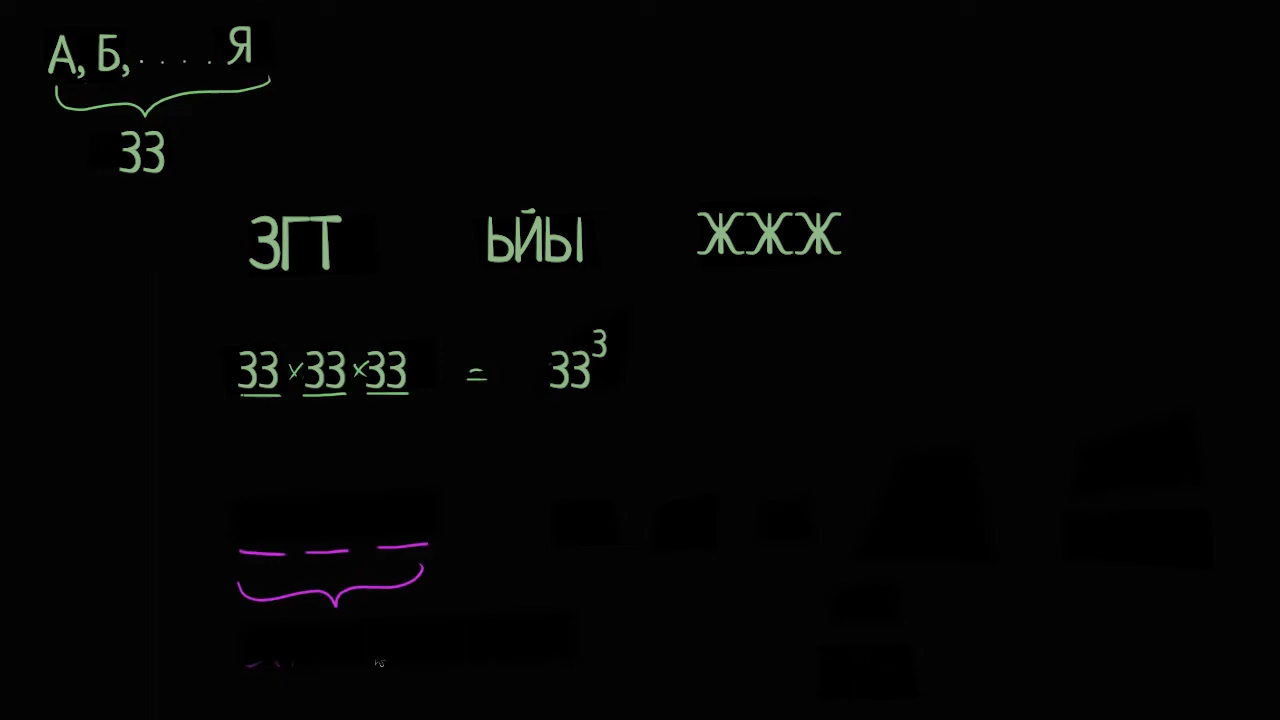 А, Б, . . . . Я
33
ЗГТ ЫЙЫ ЖЖЖ
33 × 33 × 33 = 33³